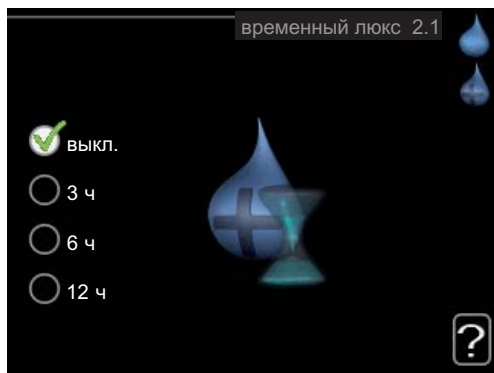 временный люкс 2.1
выкл.
3 ч
6 ч
12 ч
?